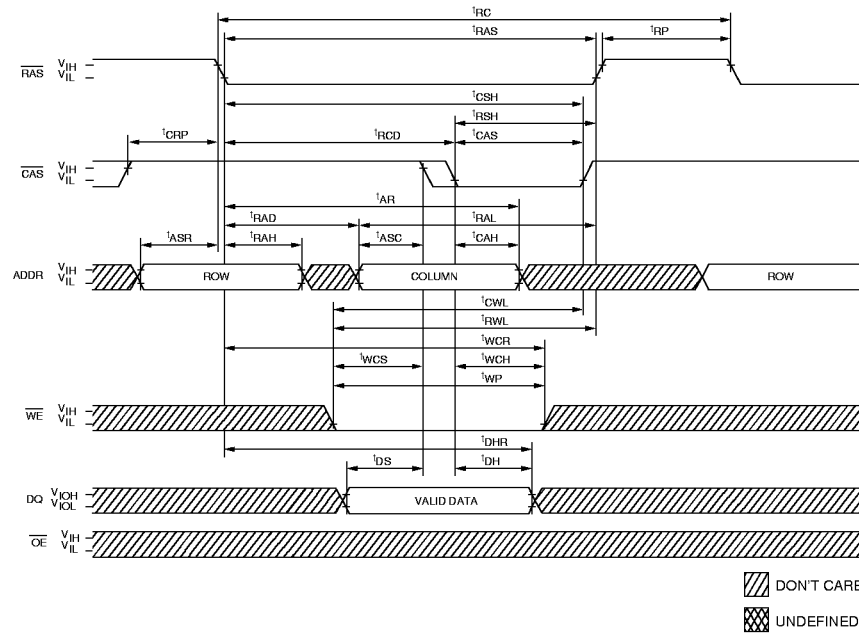 tRC
tRAS tRP
RAS VIH
VIL
tCSH
tRSH
tCRP tRCD tCAS
CAS VIH
VIL
tAR
tRAD tRAL
tASR tRAH tASC tCAH
ADDR VIH
VIL ROW COLUMN ROW
tCWL
tRWL
tWCR
tWCS tWCH
tWP
WE VIH
VIL
tDHR
tDS tDH
DQ VIOH
VIOL VALID DATA
OE VIH
VIL
DON'T CARE
UNDEFINED